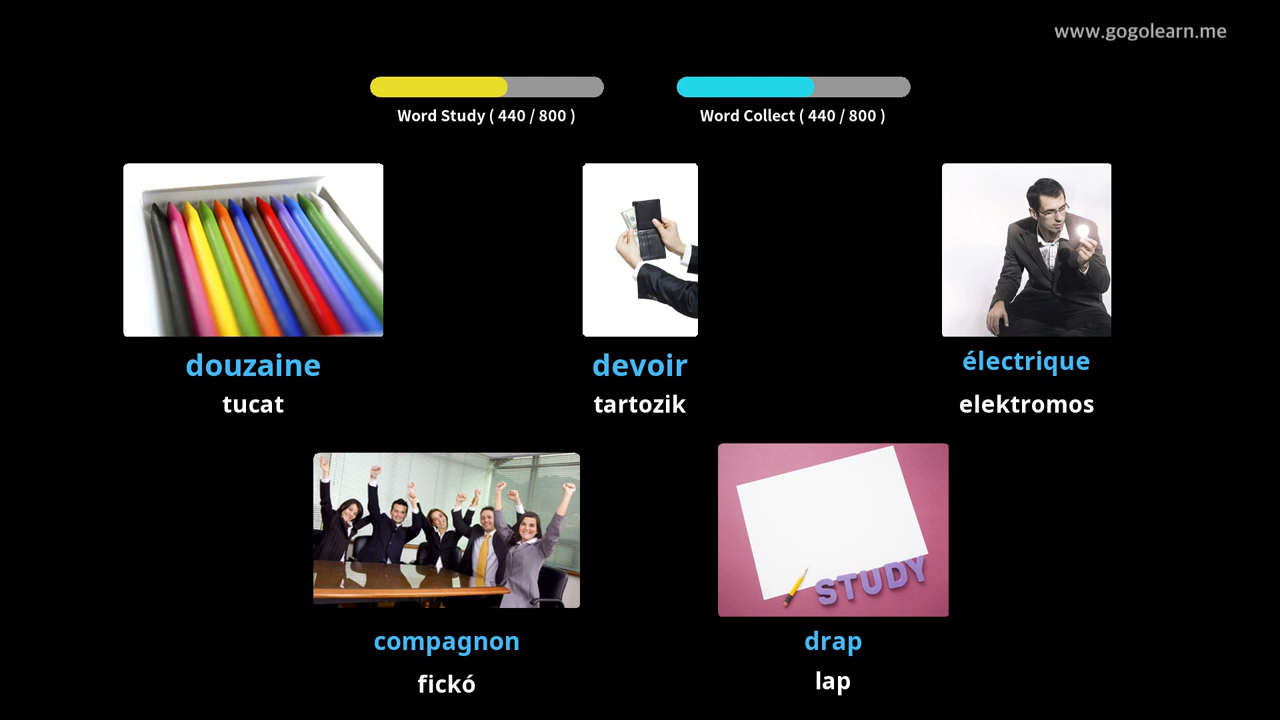 www.gogolearn.me
Word Study ( 440 / 800 )
Word Collect ( 440 / 800 )
douzaine
tucat
devoir
tartozik
électrique
elektromos
STUDY
compagnon
fickó
drap
lap